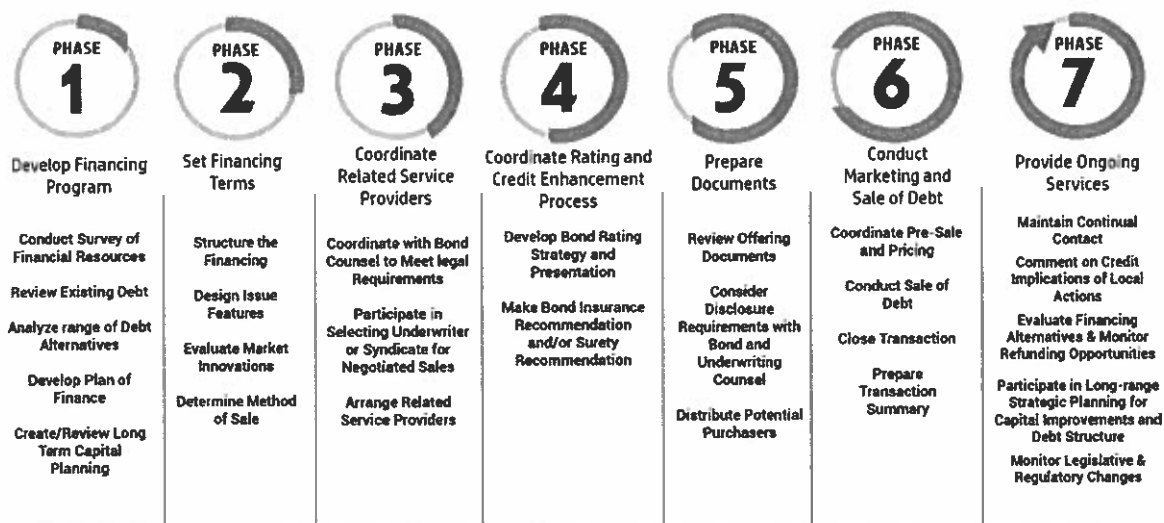 PHASE
1
Develop Financing
Program
Conduct Survey of
Financial Resources
Review Existing Debt
Analyze range of Debt
Alternatives
Develop Plan of
Finance
Create/Review Long
Term Capital
Planning
PHASE
2
Set Financing
Terms
Structure the
Financing
Design Issue
Features
Evaluate Market
Innovations
Determine Method
of Sale
PHASE
3
Coordinate
Related Service
Providers
Coordinate with Bond
Counsel to Meet legal
Requirements
Participate in
Selecting Underwriter
or Syndicate for
Negotiated Sales
Arrange Related
Service Providers
PHASE
4
Coordinate Rating and
Credit Enhancement
Process
Develop Bond Rating
Strategy and
Presentation
Make Bond Insurance
Recommendation
and/or Surety
Recommendation
PHASE
5
Prepare
Documents
Review Offering
Documents
Consider
Disclosure
Requirements with
Bond and
Underwriting
Counsel
Distribute Potential
Purchasers
PHASE
6
Conduct
Marketing and
Sale of Debt
Coordinate Pre-Sale
and Pricing
Conduct Sale of
Debt
Close Transaction
Prepare
Transaction
Summary
PHASE
7
Provide Ongoing
Services
Maintain Continual
Contact
Comment on Credit
Implications of Local
Actions
Evaluate Financing
Alternatives & Monitor
Refunding Opportunities
Participate in Long-range
Strategic Planning for
Capital Improvements and
Debt Structure
Monitor Legislative &
Regulatory Changes